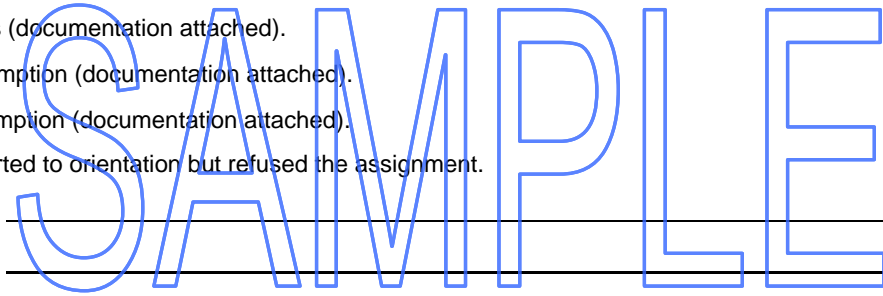 s (documentation attached).
mption (documentation attached).
mption (documentation attached).
rted to orientation but refused the assignment.
SAMPLE